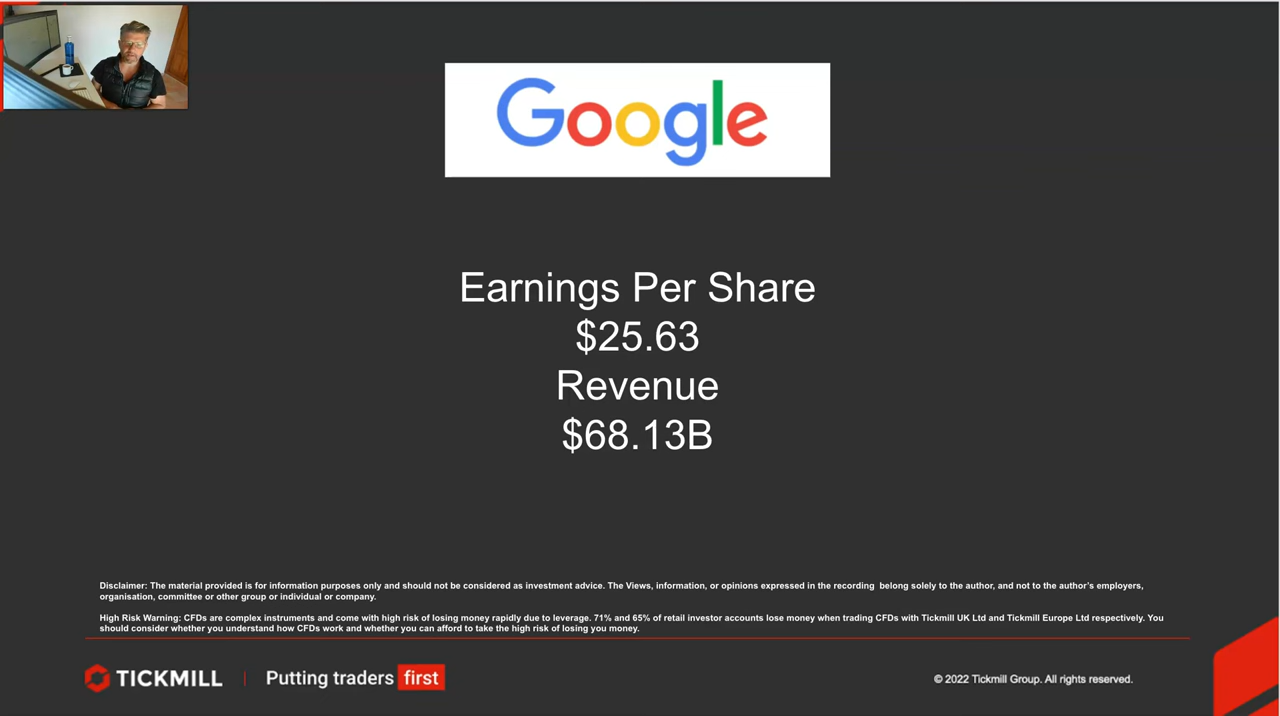 Google
Earnings Per Share
$25.63
Revenue
$68.13B
Disclaimer: The material provided is for information purposes only and should not be considered as investment advice. The Views, information, or opinions expressed in the recording belong solely to the author, and not to the author's employers,
organisation, committee or other group or individual or company.
High Risk Warning: CFDs are complex instruments and come with high risk of losing money rapidly due to leverage. 71% and 65% of retail investor accounts lose money when trading CFDs with Tickmill UK Ltd and Tickmill Europe Ltd respectively. You
should consider whether you understand how CFDs work and whether you can afford to take the high risk of losing you money.
TICKMILL | Putting traders first
© 2022 Tickmill Group. All rights reserved.